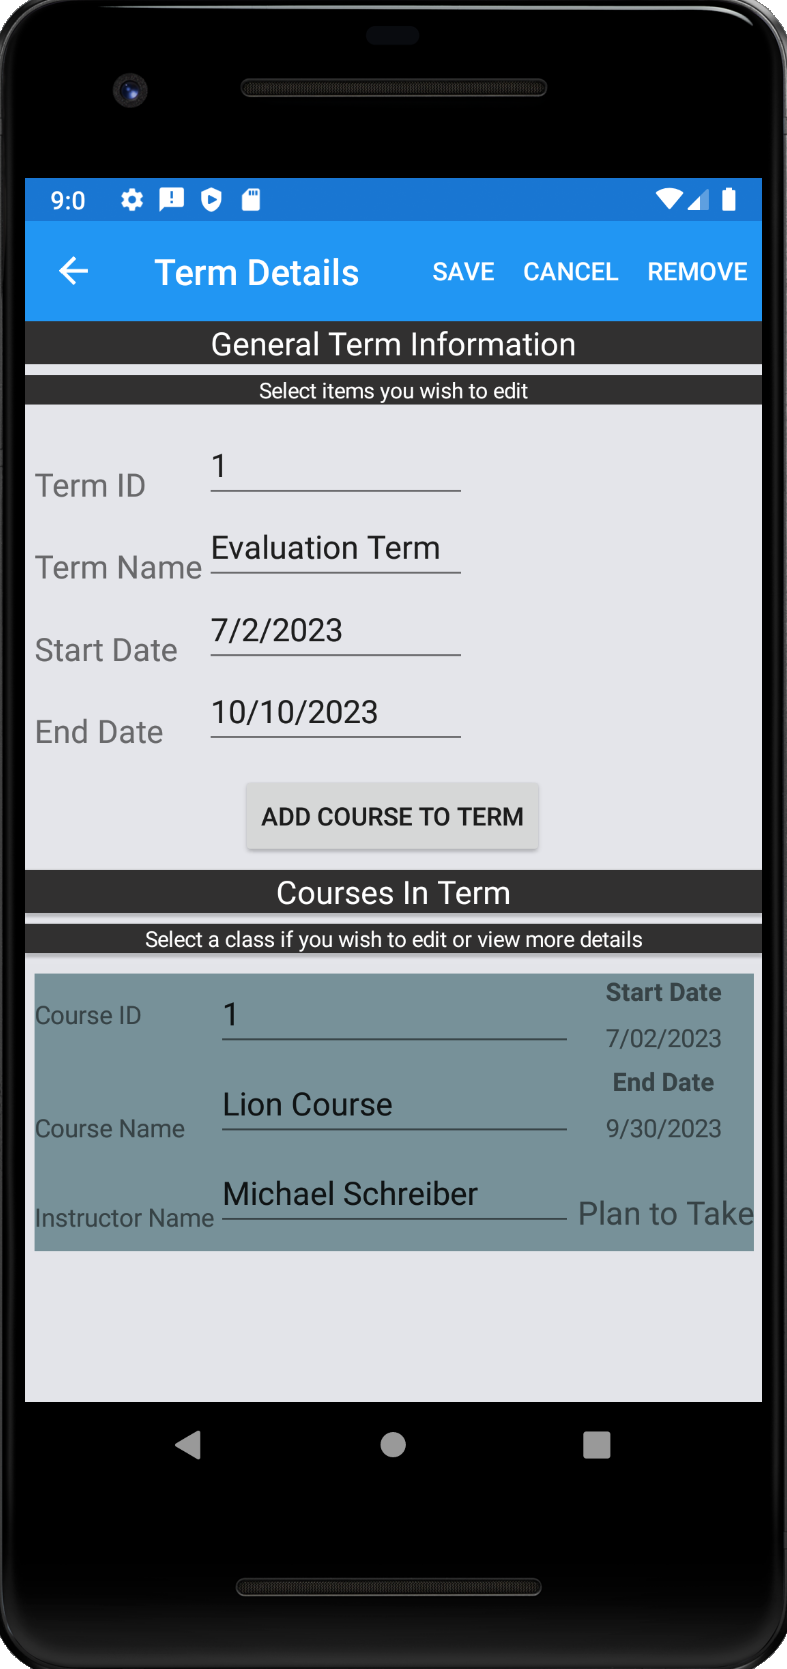 9:0
Term Details SAVE CANCEL REMOVE
General Term Information
Select items you wish to edit
Term ID 1
Term Name Evaluation Term
Start Date 7/2/2023
End Date 10/10/2023
ADD COURSE TO TERM
Courses In Term
Select a class if you wish to edit or view more details
Course ID 1 Start Date
7/02/2023
End Date
Course Name Lion Course 9/30/2023
Instructor Name Michael Schreiber Plan to Take